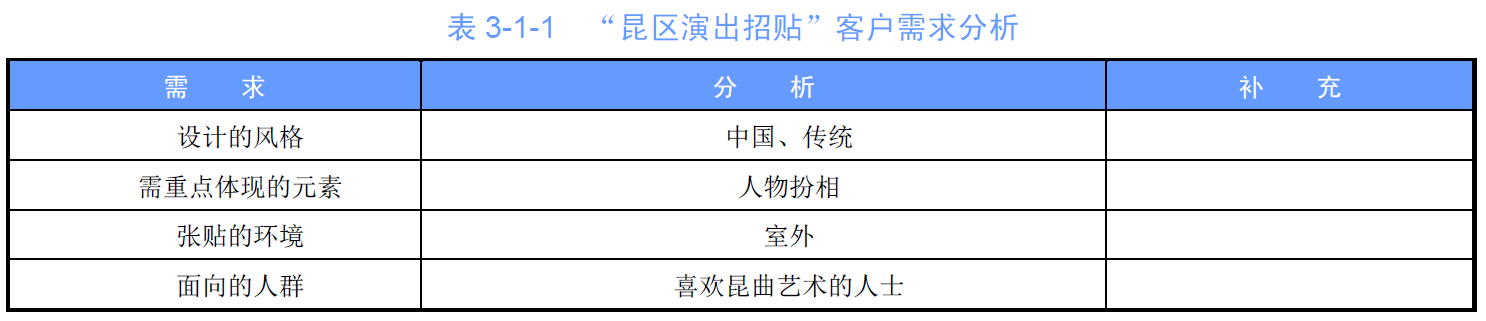 表 3-1-1 “昆区演出招贴”客户需求分析
需 求 分 析 补 充
设计的风格 中国、传统
需重点体现的元素 人物扮相
张贴的环境 室外
面向的人群 喜欢昆曲艺术的人士